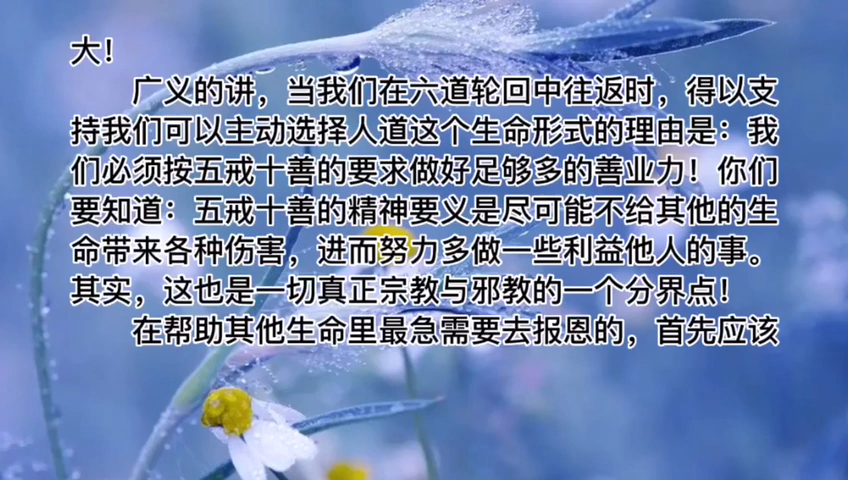 大！
广义的讲，当我们在六道轮回中往返时，得以支
持我们可以主动选择人道这个生命形式的理由是：我
们必须按五戒十善的要求做好足够多的善业力！你们
要知道：五戒十善的精神要义是尽可能不给其他的生
命带来各种伤害，进而努力多做一些利益他人的事。
其实，这也是一切真正宗教与邪教的一个分界点！
在帮助其他生命里最急需要去报恩的，首先应该